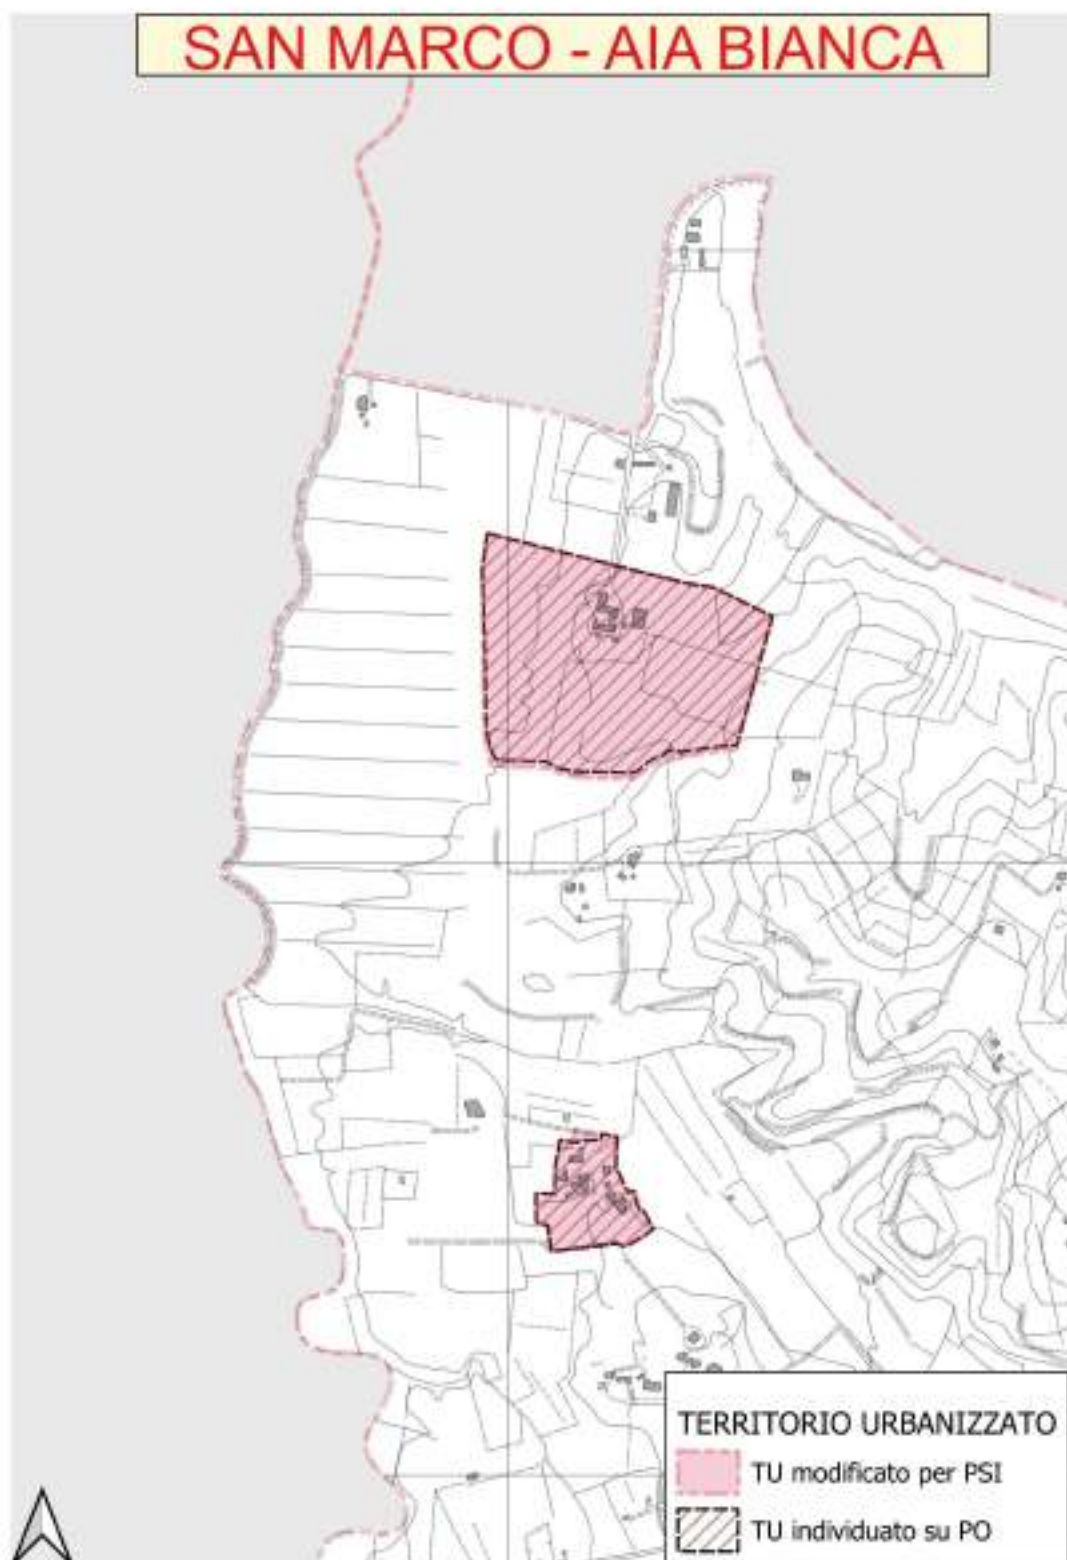 SAN MARCO - AIA BIANCA
TERRITORIO URBANIZZATO
TU modificato per PSI
TU individuato su PO